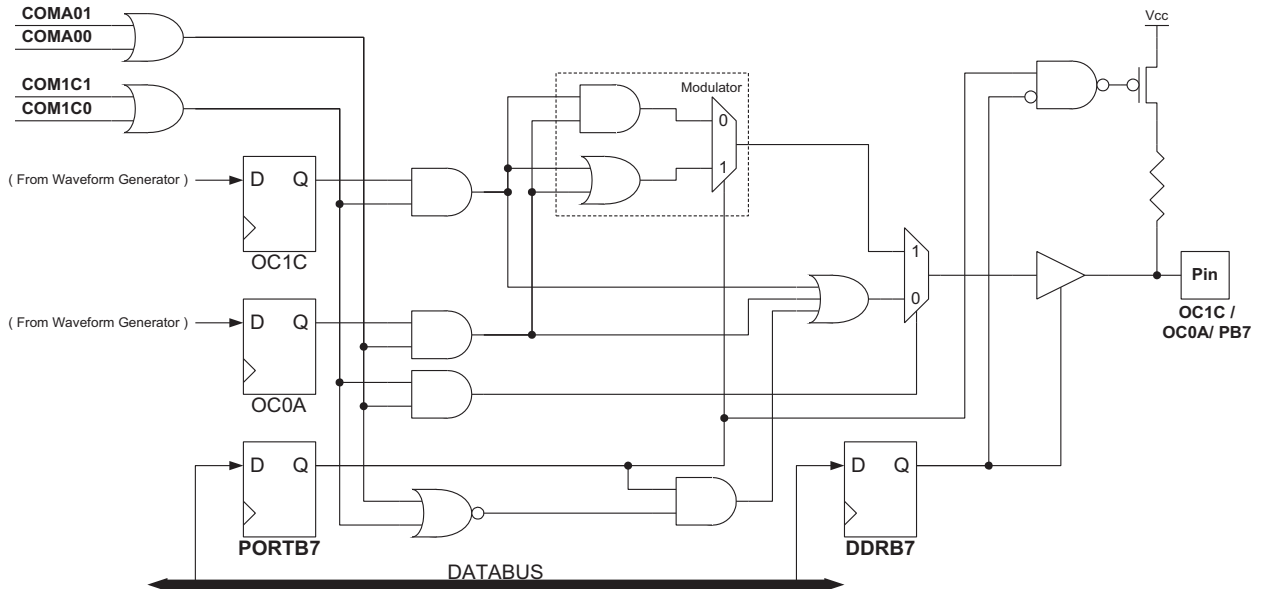 COMA01
COMA00
COM1C1
COM1C0
Vcc
Modulator
0
1
( From Waveform Generator )
D Q
OC1C
1
0
Pin
OC1C /
OC0A/ PB7
( From Waveform Generator )
D Q
OC0A
D Q
PORTB7
D Q
DDRB7
DATABUS